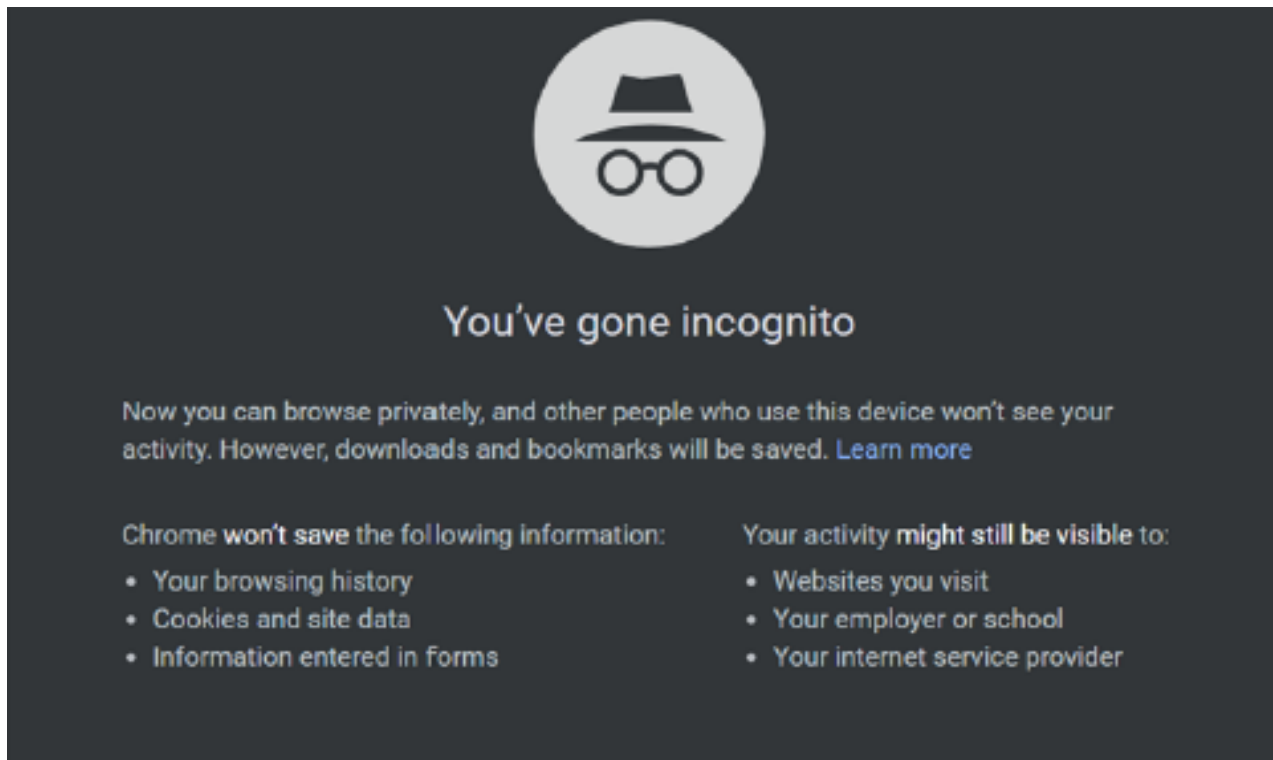 You've gone incognito
Now you can browse privately, and other people who use this device won't see your
activity. However, downloads and bookmarks will be saved. Learn more
Chrome won't save the following information:
• Your browsing history
• Cookies and site data
• Information entered in forms
Your activity might still be visible to:
• Websites you visit
• Your employer or school
• Your internet service provider